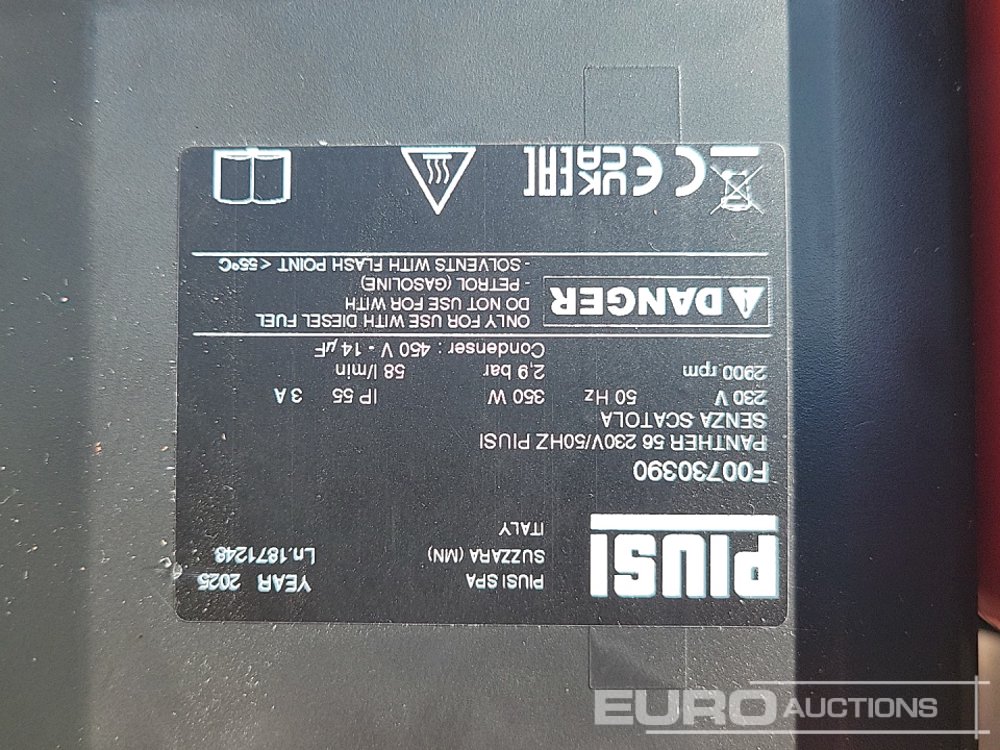 PIUSI
PIUSI SPA
SUZZARA (MN)
ITALY
YEAR 2025
Ln.1871248
F00730390
PANTHER 56 230V/50HZ PIUSI
SENZA SCATOLA
230 V 50 Hz 350 W IP 55 3 A
2900 rpm 2,9 bar 58 l/min
Condenser : 450 V - 14 µF
DANGER
ONLY FOR USE WITH DIESEL FUEL
DO NOT USE FOR WITH
- PETROL (GASOLINE)
- SOLVENTS WITH FLASH POINT < 55°C
CE UKCA EAC
EURO AUCTIONS